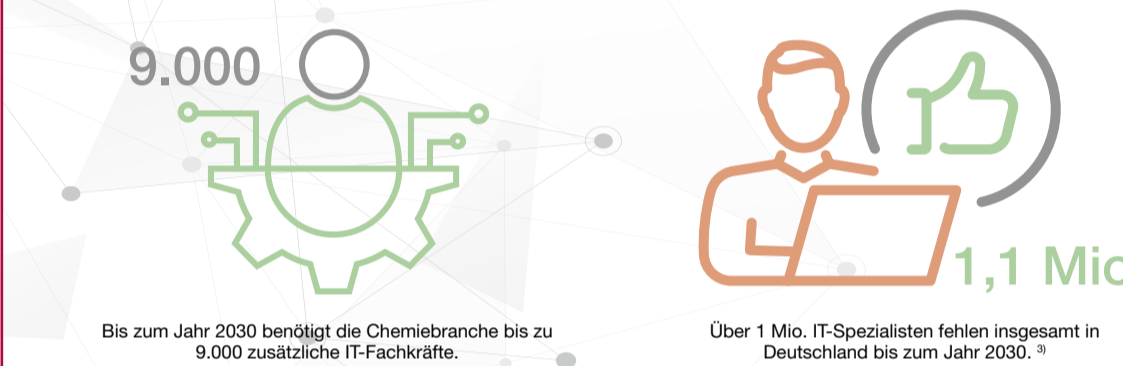 9.000
1,1 Mio
Bis zum Jahr 2030 benötigt die Chemiebranche bis zu
9.000 zusätzliche IT-Fachkräfte.
Über 1 Mio. IT-Spezialisten fehlen insgesamt in
Deutschland bis zum Jahr 2030. 3)